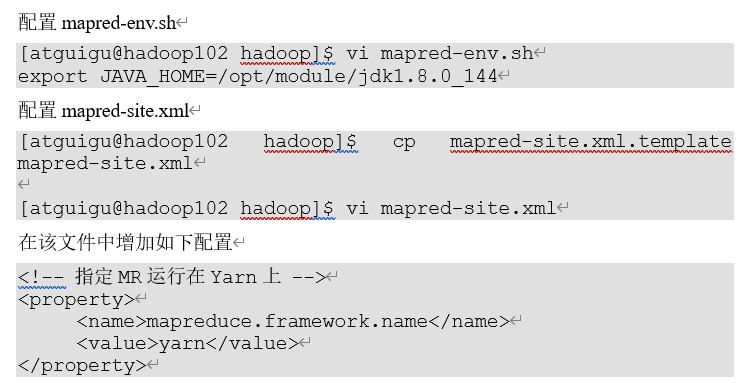 配置 mapred-env.sh
[atguigu@hadoop102 hadoop]$ vi mapred-env.sh
export JAVA_HOME=/opt/module/jdk1.8.0_144
配置 mapred-site.xml
[atguigu@hadoop102 hadoop]$ cp mapred-site.xml.template
mapred-site.xml
[atguigu@hadoop102 hadoop]$ vi mapred-site.xml
在该文件中增加如下配置
<!-- 指定 MR 运行在 Yarn 上 -->
<property>
<name>mapreduce.framework.name</name>
<value>yarn</value>
</property>